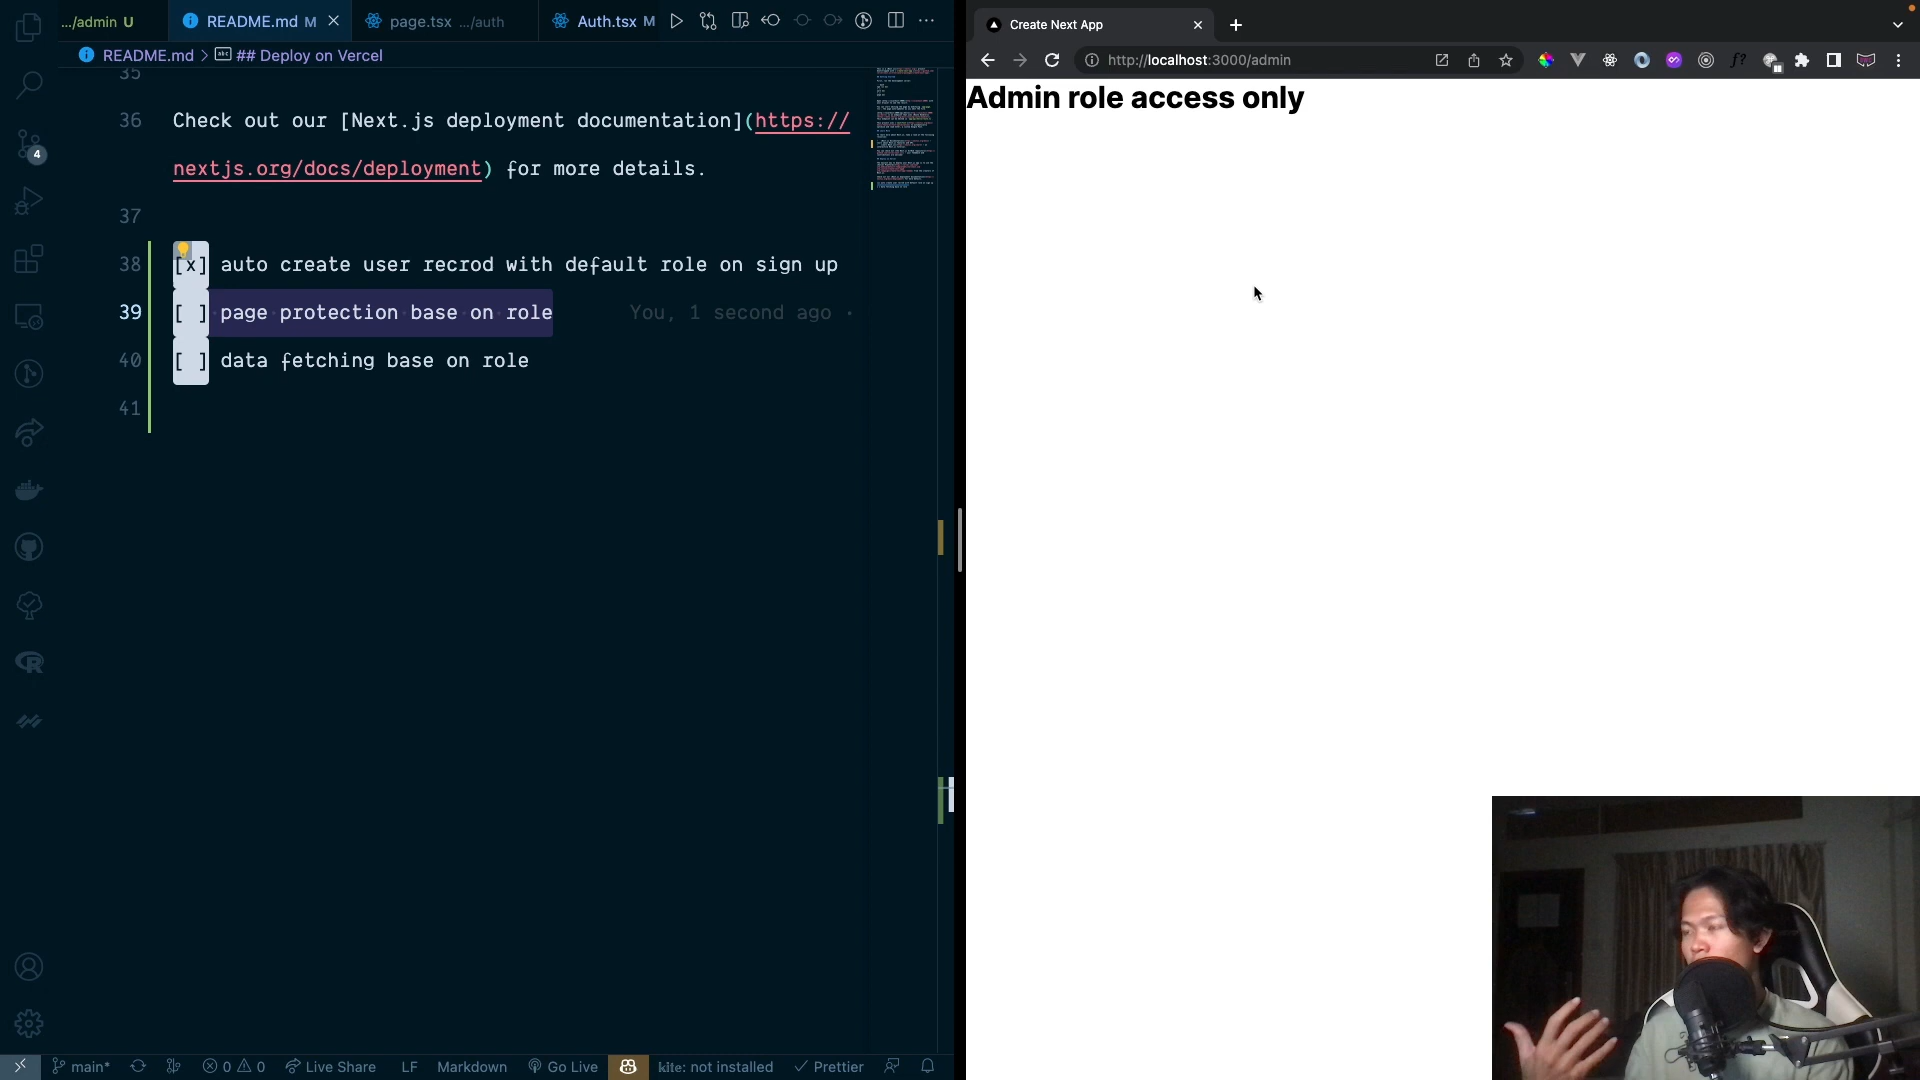 .../admin U
README.md M
page.tsx .../auth
Auth.tsx M
README.md > ## Deploy on Vercel
35
36 Check out our [Next.js deployment documentation](https://
nextjs.org/docs/deployment) for more details.
37
38 [x] auto create user recrod with default role on sign up
39 [ ] page protection base on role You, 1 second ago •
40 [ ] data fetching base on role
41
4
main*
0 0
Live Share
LF
Markdown
Go Live
kite: not installed
Prettier
Create Next App
http://localhost:3000/admin
f?
Admin role access only